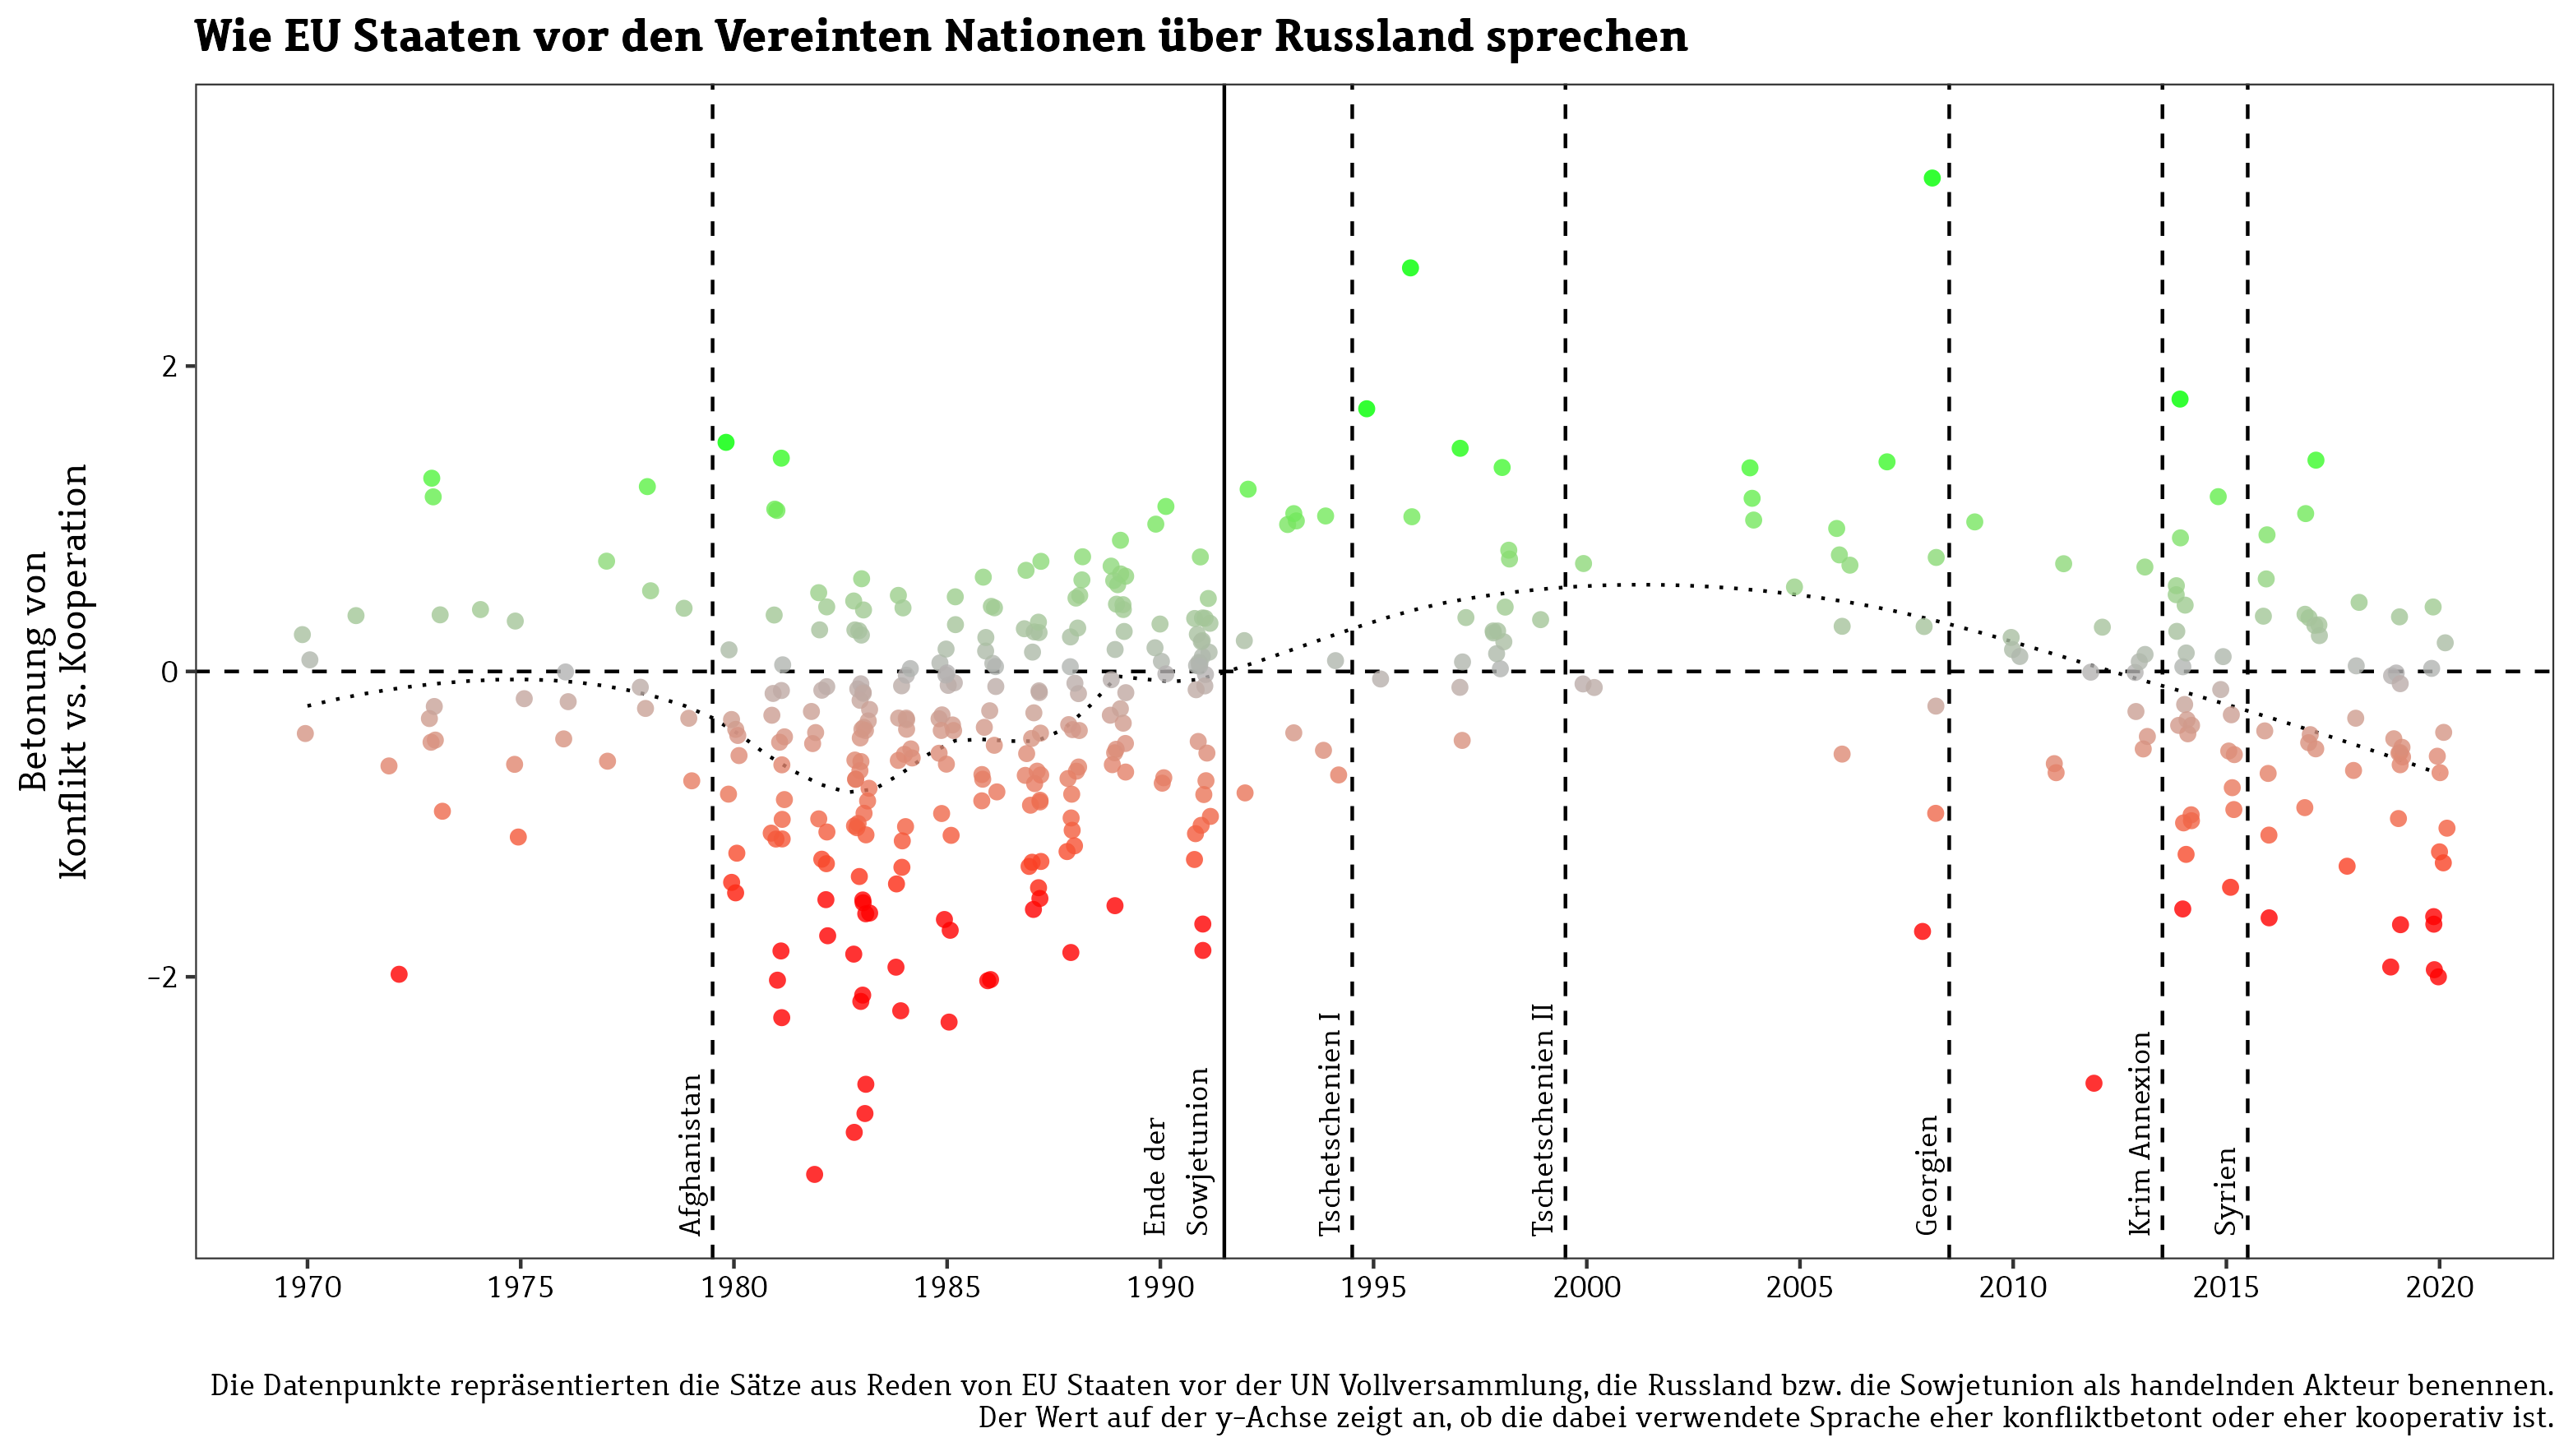 Wie EU Staaten vor den Vereinten Nationen über Russland sprechen
Betonung von
Konflikt vs. Kooperation
2
0
-2
Afghanistan
Ende der
Sowjetunion
Tschetschenien I
Tschetschenien II
Georgien
Krim Annexion
Syrien
1970
1975
1980
1985
1990
1995
2000
2005
2010
2015
2020
Die Datenpunkte repräsentierten die Sätze aus Reden von EU Staaten vor der UN Vollversammlung, die Russland bzw. die Sowjetunion als handelnden Akteur benennen.
Der Wert auf der y-Achse zeigt an, ob die dabei verwendete Sprache eher konfliktbetont oder eher kooperativ ist.